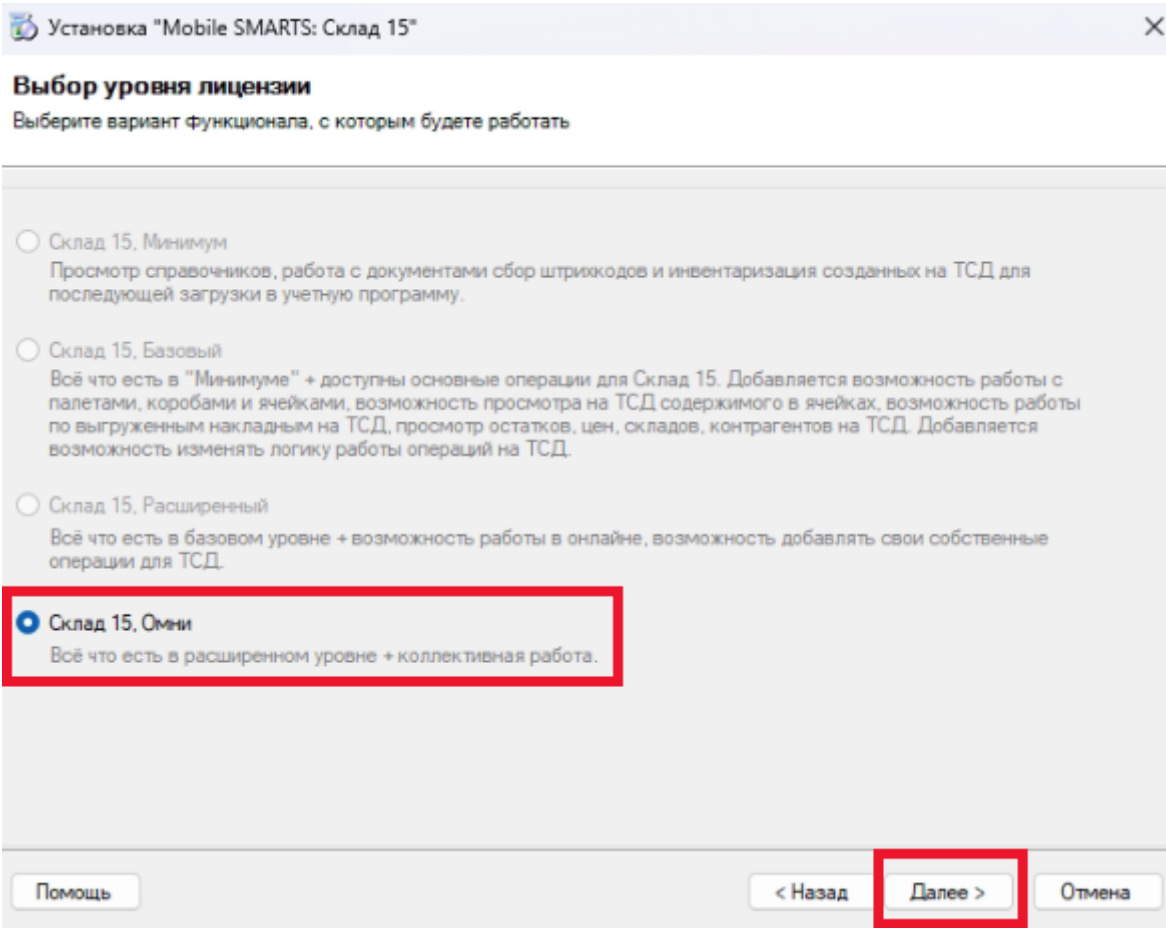 Установка "Mobile SMARTS: Склад 15"
Выбор уровня лицензии
Выберите вариант функционала, с которым будете работать
Склад 15, Минимум
Просмотр справочников, работа с документами сбор штрихкодов и инвентаризация созданных на ТСД для
последующей загрузки в учетную программу.
Склад 15, Базовый
Всё что есть в "Минимуме" + доступны основные операции для Склад 15. Добавляется возможность работы с
палетами, коробами и ячейками, возможность просмотра на ТСД содержимого в ячейках, возможность работы
по выгруженным накладным на ТСД, просмотр остатков, цен, складов, контрагентов на ТСД. Добавляется
возможность изменять логику работы операций на ТСД.
Склад 15, Расширенный
Всё что есть в базовом уровне + возможность работы в онлайне, возможность добавлять свои собственные
операции для ТСД.
Склад 15, Омни
Всё что есть в расширенном уровне + коллективная работа.
Помощь
< Назад
Далее >
Отмена